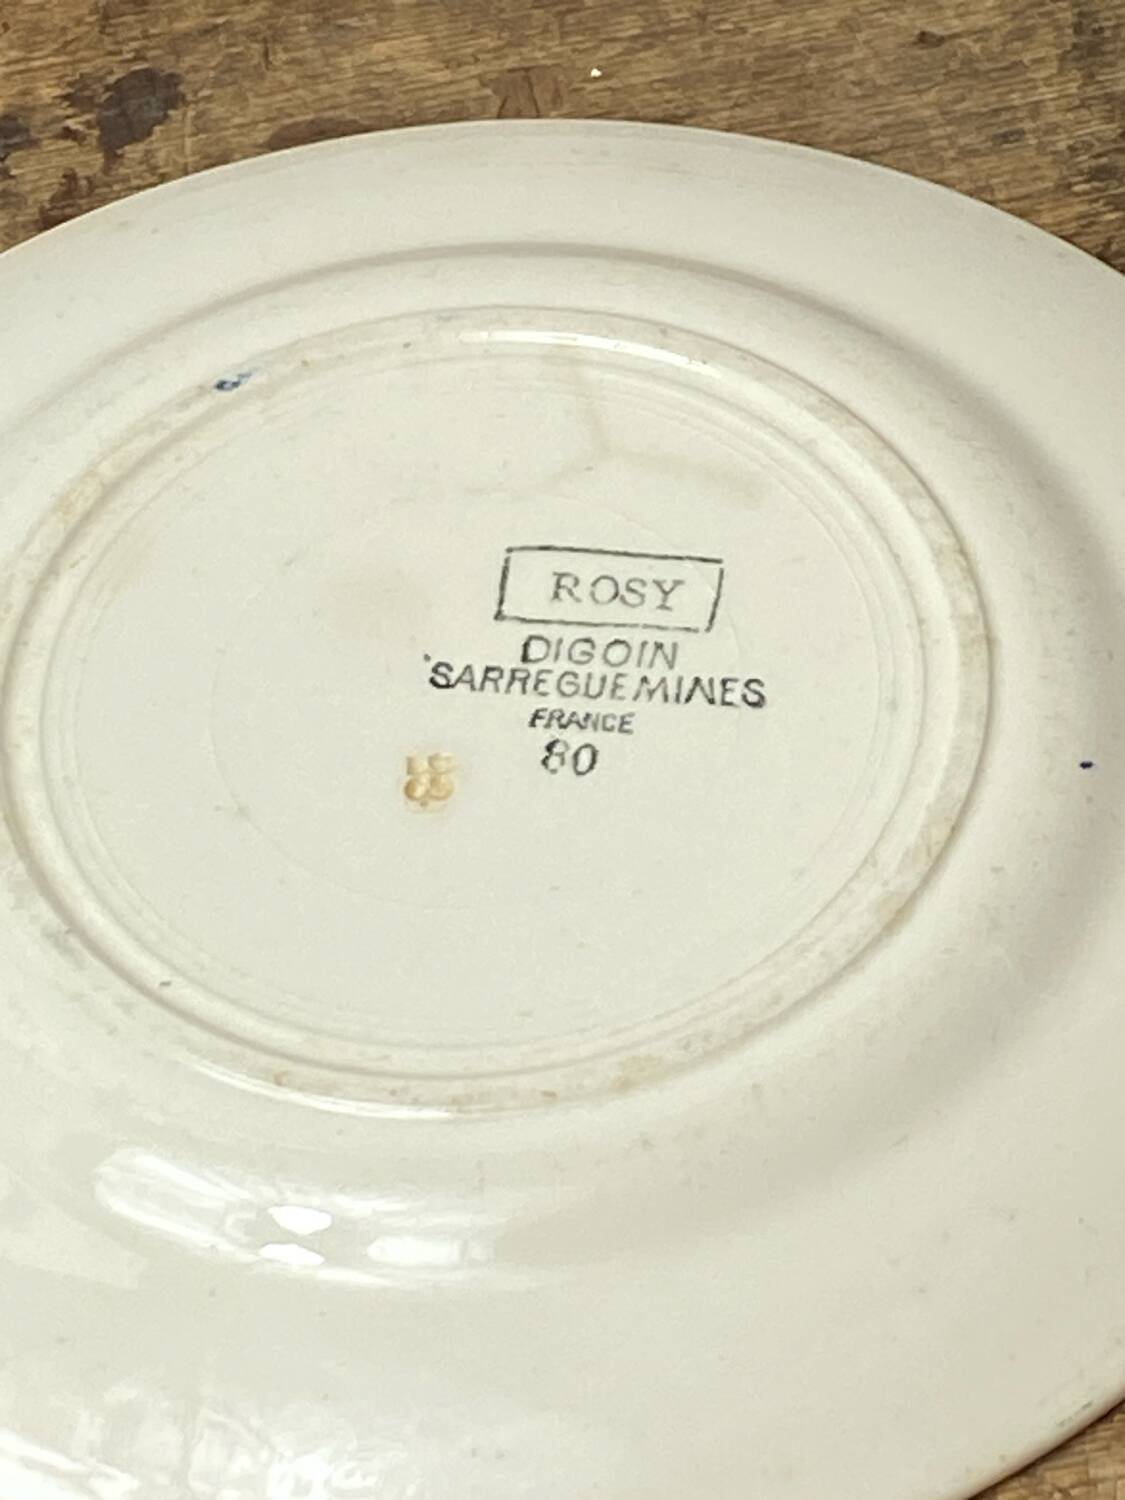 ROSY
DIGOIN
SARREGUEMINES
FRANCE
80